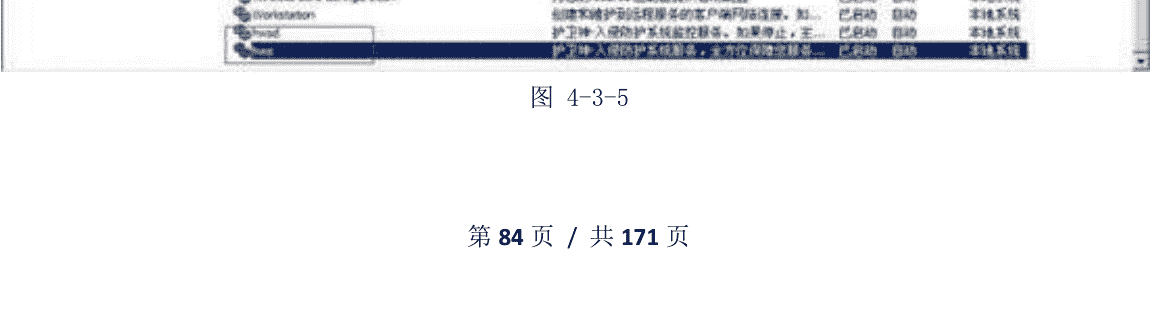 Workstation 创建和维护到远程服务的客户端网络连接。如... 已启动 自动 本地系统
hwsd 护卫神·入侵防护系统监控服务。如果停止，主... 已启动 自动 本地系统
护卫神·入侵防护系统服务，全方位保障您服务... 已启动 自动 本地系统
图 4-3-5
第 84 页 / 共 171 页